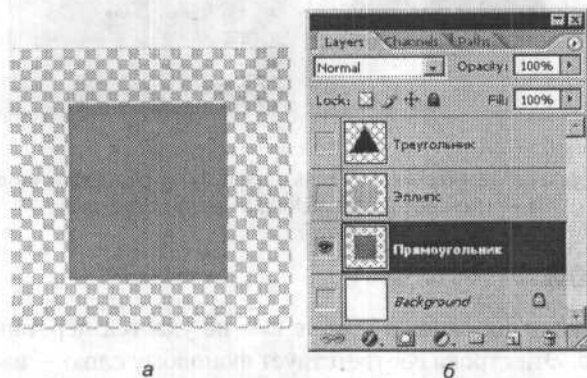 Layers Channels Paths
Normal Opacity: 100%
Lock: Fill: 100%
Треугольник
Эллипс
Прямоугольник
Background
а б